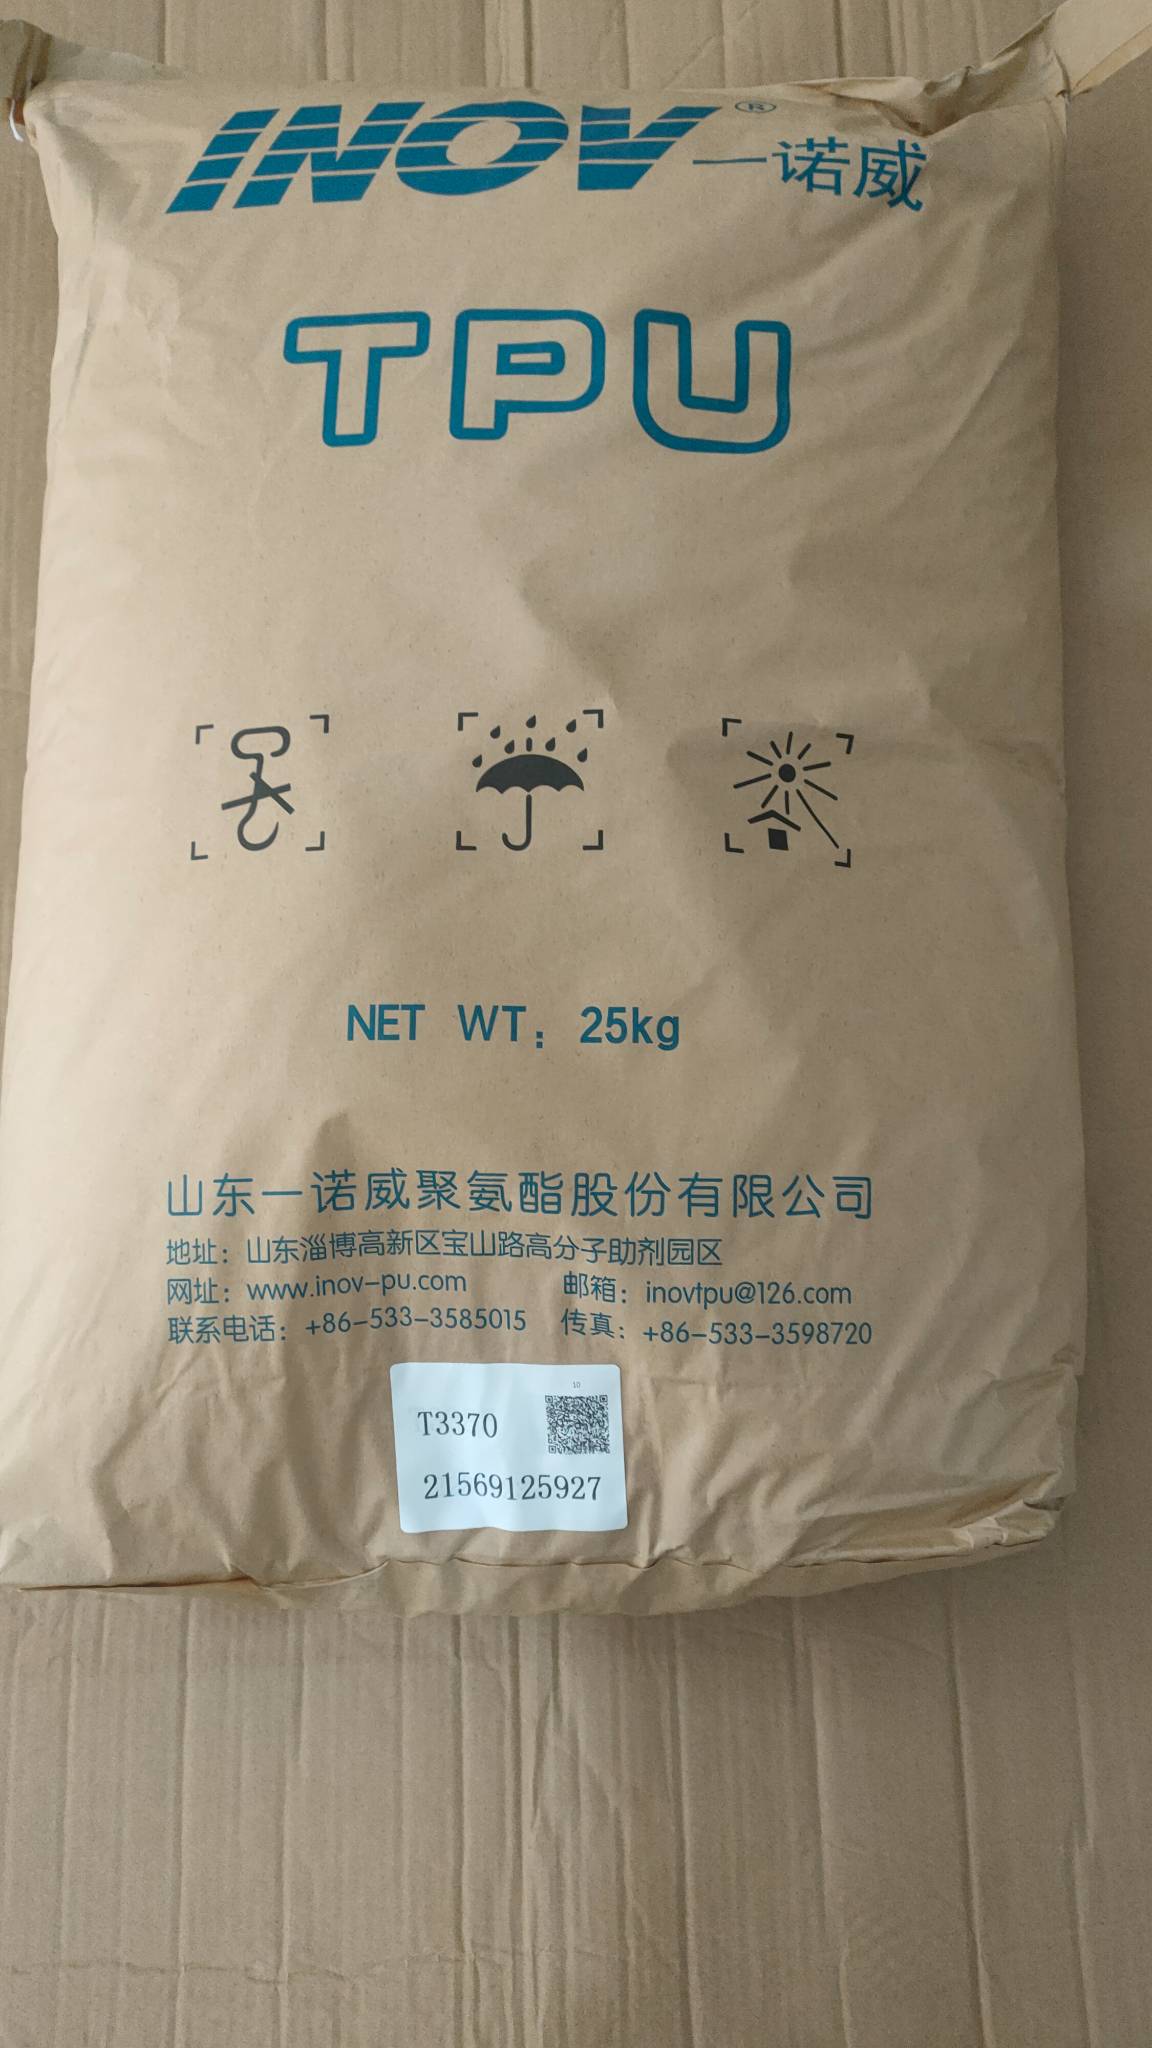 INOV® 一诺威
TPU
NET WT: 25kg
山东一诺威聚氨酯股份有限公司
地址：山东淄博高新区宝山路高分子助剂园区
网址：www.inov-pu.com 邮箱：inovtpu@126.com
联系电话：+86-533-3585015 传真：+86-533-3598720
10
T3370
21569125927